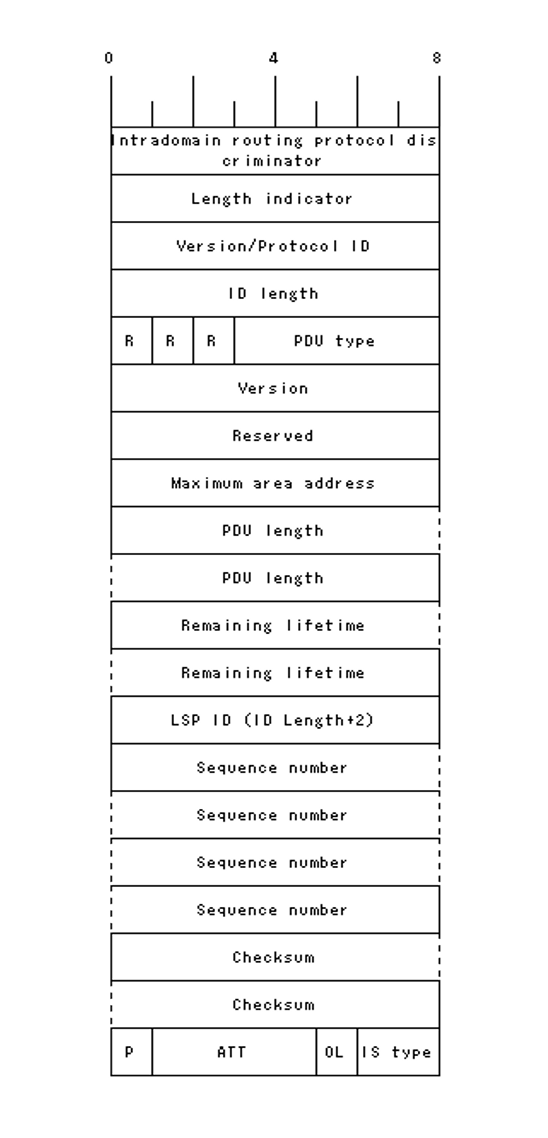 0 4 8
Intradomain routing protocol dis
criminator
Length indicator
Version/Protocol ID
ID length
R R R PDU type
Version
Reserved
Maximum area address
PDU length
PDU length
Remaining lifetime
Remaining lifetime
LSP ID (ID Length+2)
Sequence number
Sequence number
Sequence number
Sequence number
Checksum
Checksum
P ATT OL IS type